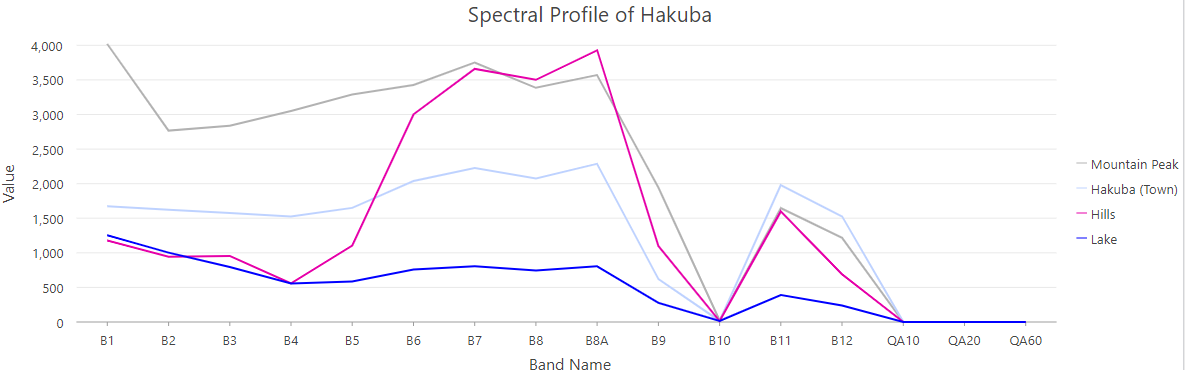 Spectral Profile of Hakuba
4,000
3,500
3,000
2,500
2,000
1,500
1,000
500
0
Value
B1 B2 B3 B4 B5 B6 B7 B8 B8A B9 B10 B11 B12 QA10 QA20 QA60
Band Name
Mountain Peak
Hakuba (Town)
Hills
Lake